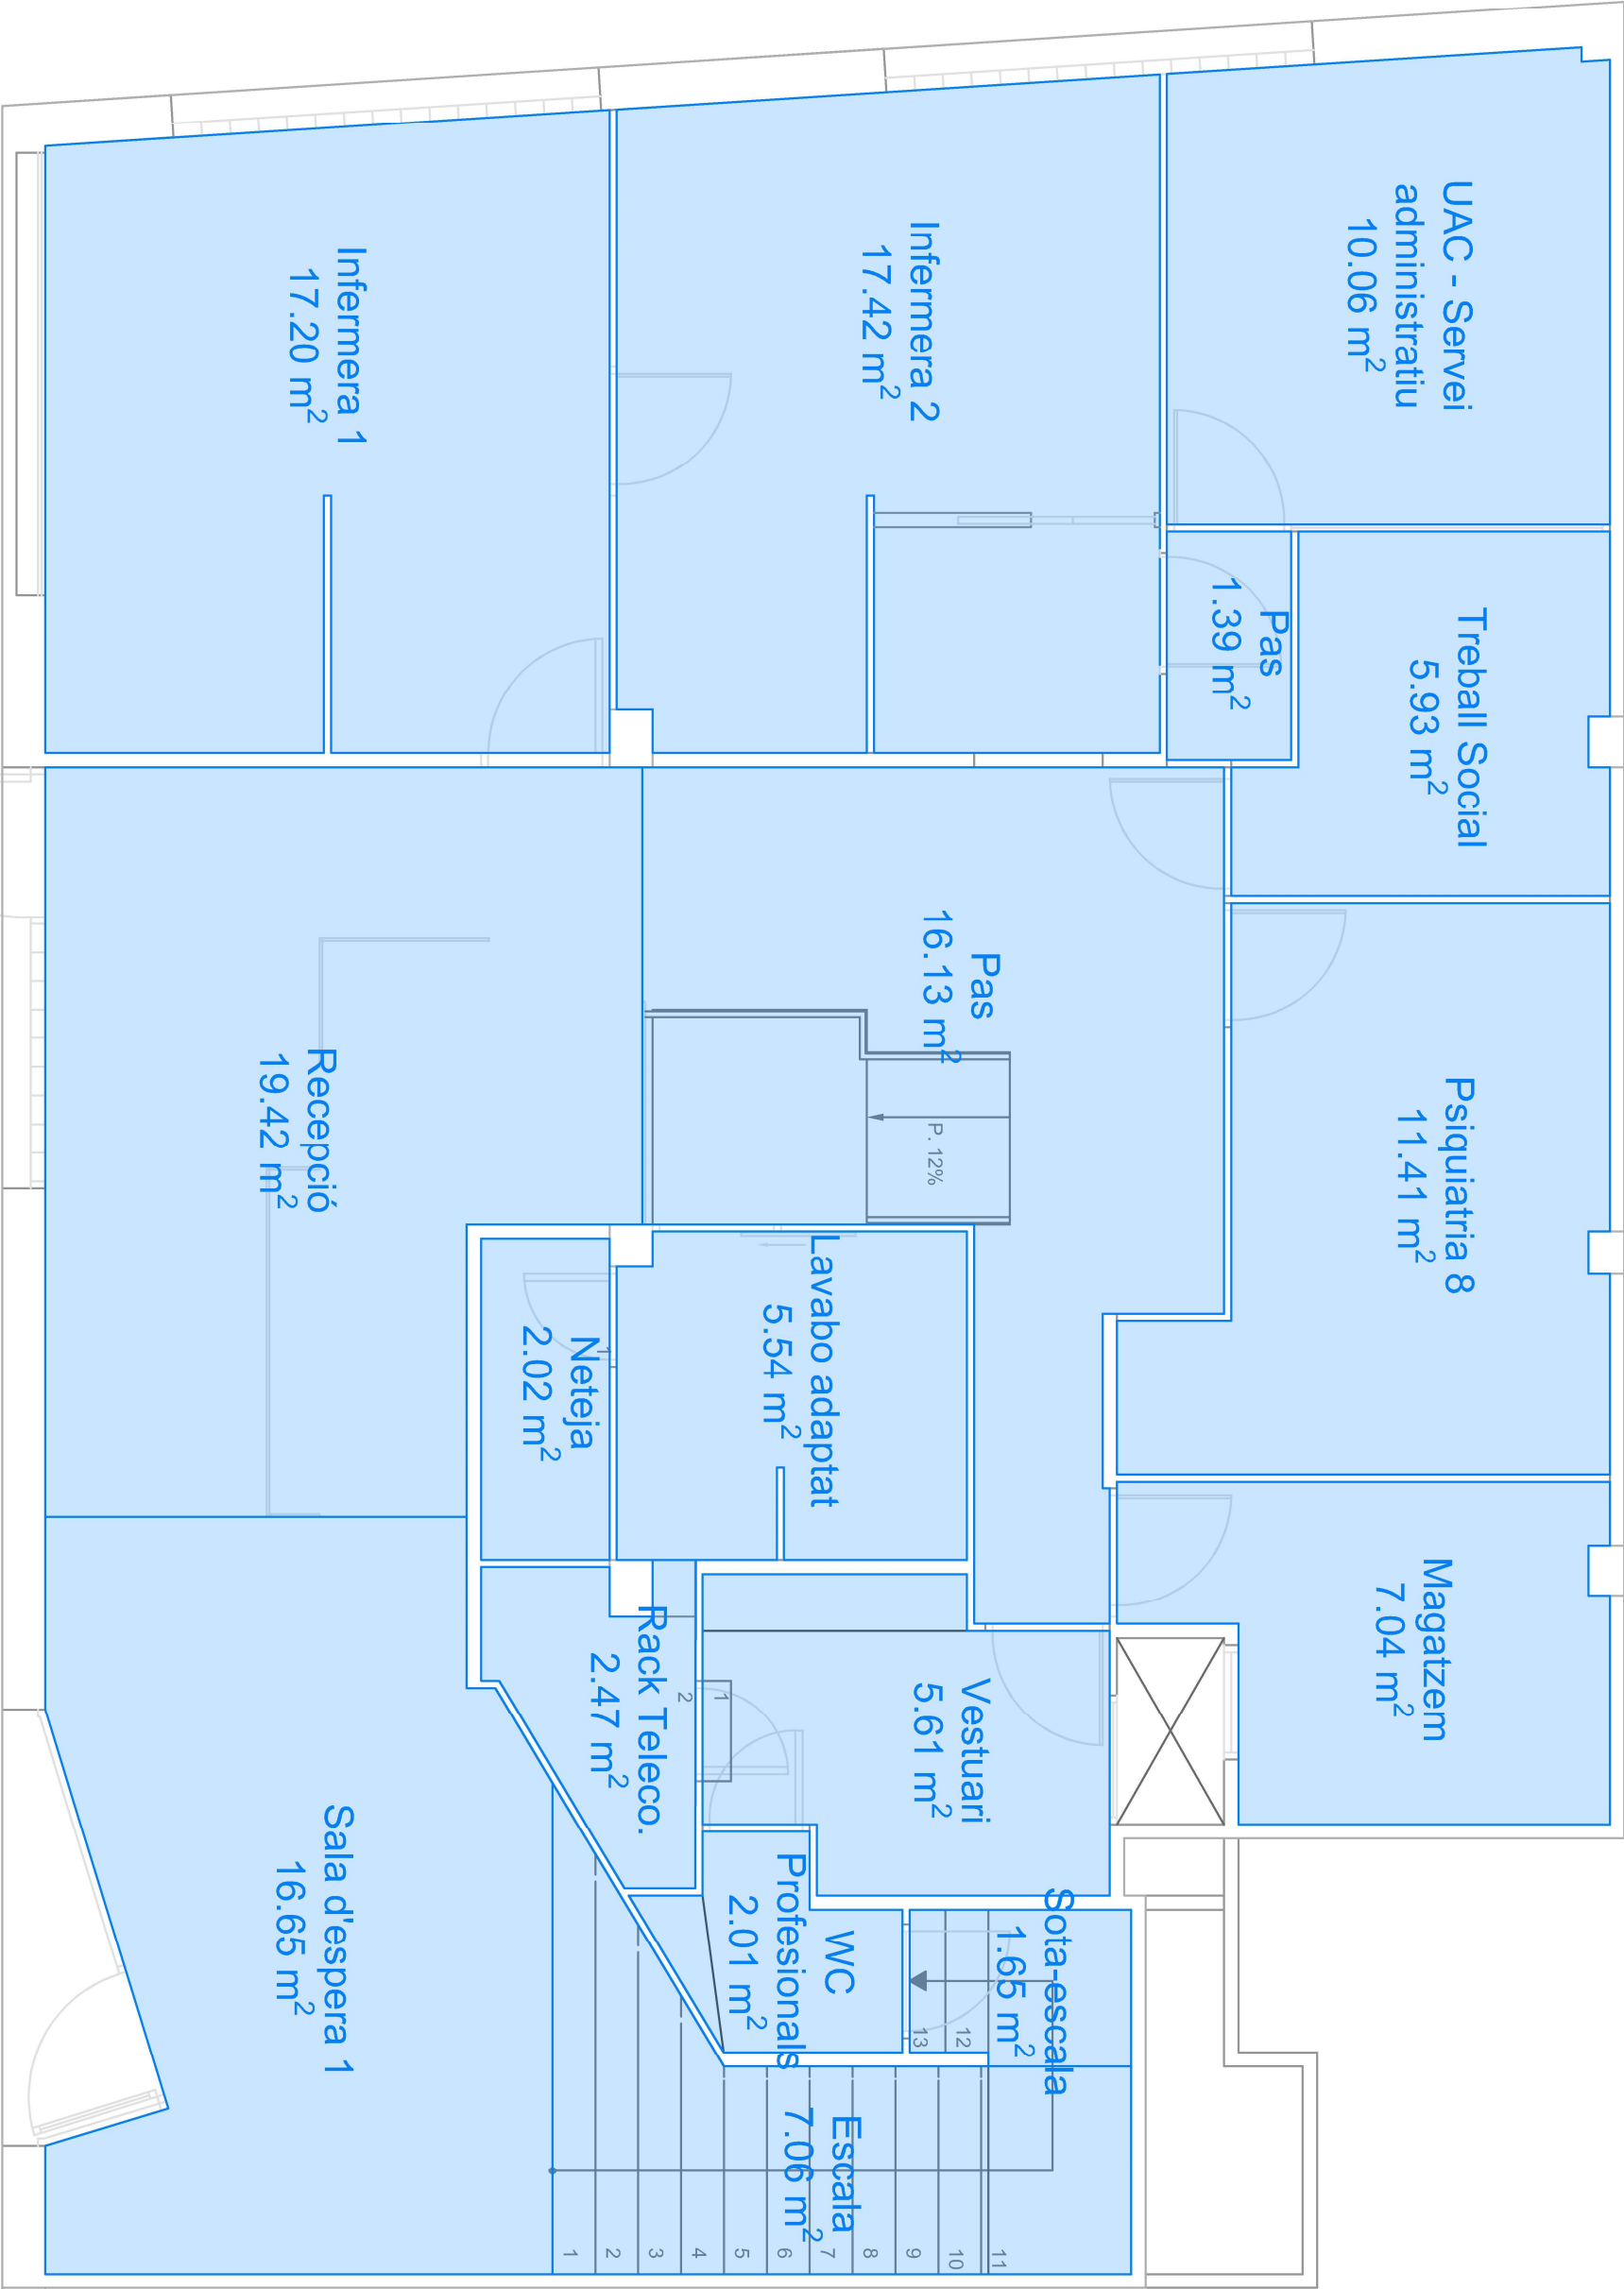 UAC - Servei
administratiu
10.06 m²
Infermera 2
17.42 m²
Infermera 1
17.20 m²
Treball Social
5.93 m²
Pas
1.39 m²
Psiquiatria 8
11.41 m²
Pas
16.13 m²
P. 12%
Recepció
19.42 m²
Lavabo adaptat
5.54 m²
Neteja
2.02 m²
1
Magatzem
7.04 m²
Vestuari
5.61 m²
Rack Teleco.
2.47 m²
1
2
Sota-escala
1.65 m²
WC
Profesionals
2.01 m²
13
12
Sala d'espera 1
16.65 m²
Escala
7.06 m²
1
2
3
4
5
6
7
8
9
10
11